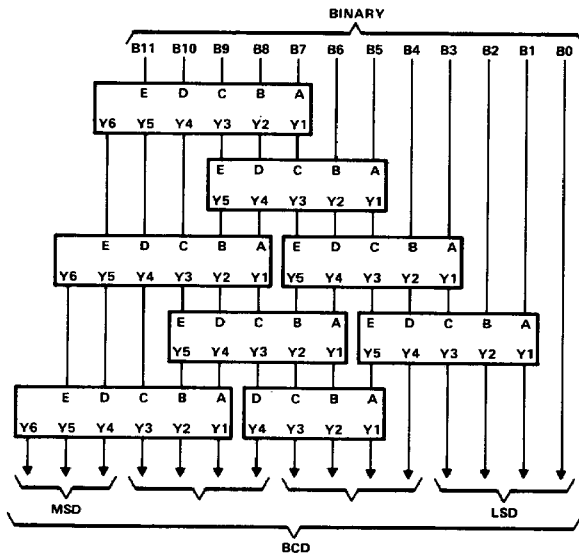 BINARY
B11 B10 B9 B8 B7 B6 B5 B4 B3 B2 B1 B0
E D C B A
Y6 Y5 Y4 Y3 Y2 Y1
E D C B A
Y5 Y4 Y3 Y2 Y1
E D C B A E D C B A
Y6 Y5 Y4 Y3 Y2 Y1 Y5 Y4 Y3 Y2 Y1
E D C B A E D C B A
Y5 Y4 Y3 Y2 Y1 Y5 Y4 Y3 Y2 Y1
E D C B A D C B A
Y6 Y5 Y4 Y3 Y2 Y1 Y4 Y3 Y2 Y1
MSD LSD
BCD